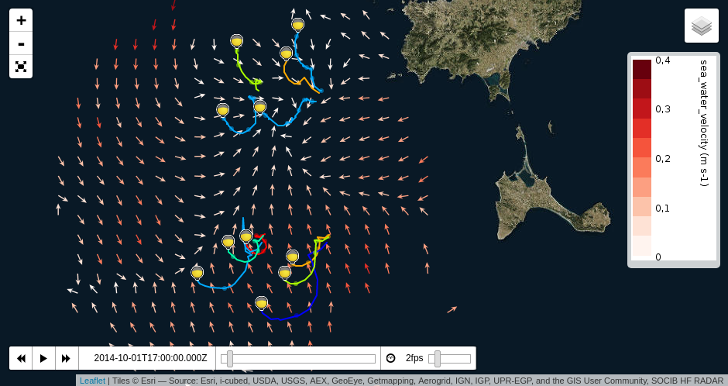 +
-
0,4
0,3
0,2
0,1
0
sea_water_velocity (m s-1)
2014-10-01T17:00:00.000Z
2fps
Leaflet | Tiles © Esri — Source: Esri, i-cubed, USDA, USGS, AEX, GeoEye, Getmapping, Aerogrid, IGN, IGP, UPR-EGP, and the GIS User Community, SOCIB HF RADAR